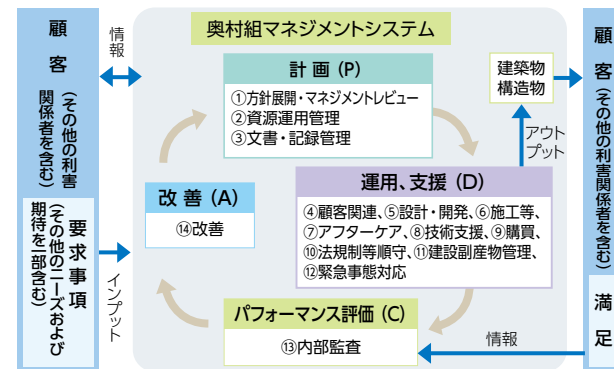 顧客
（その他の利害
関係者を含む）
要求事項
（その他のニーズおよび
期待を一部含む）
情報
インプット
奥村組マネジメントシステム
計画（P）
①方針展開・マネジメントレビュー
②資源運用管理
③文書・記録管理
運用、支援（D）
④顧客関連、⑤設計・開発、⑥施工等、
⑦アフターケア、⑧技術支援、⑨購買、
⑩法規制等順守、⑪建設副産物管理、
⑫緊急事態対応
改善（A）
⑭改善
パフォーマンス評価（C）
⑬内部監査
建築物
構造物
アウト
プット
情報
顧客（その他の利害関係者を含む）
満足